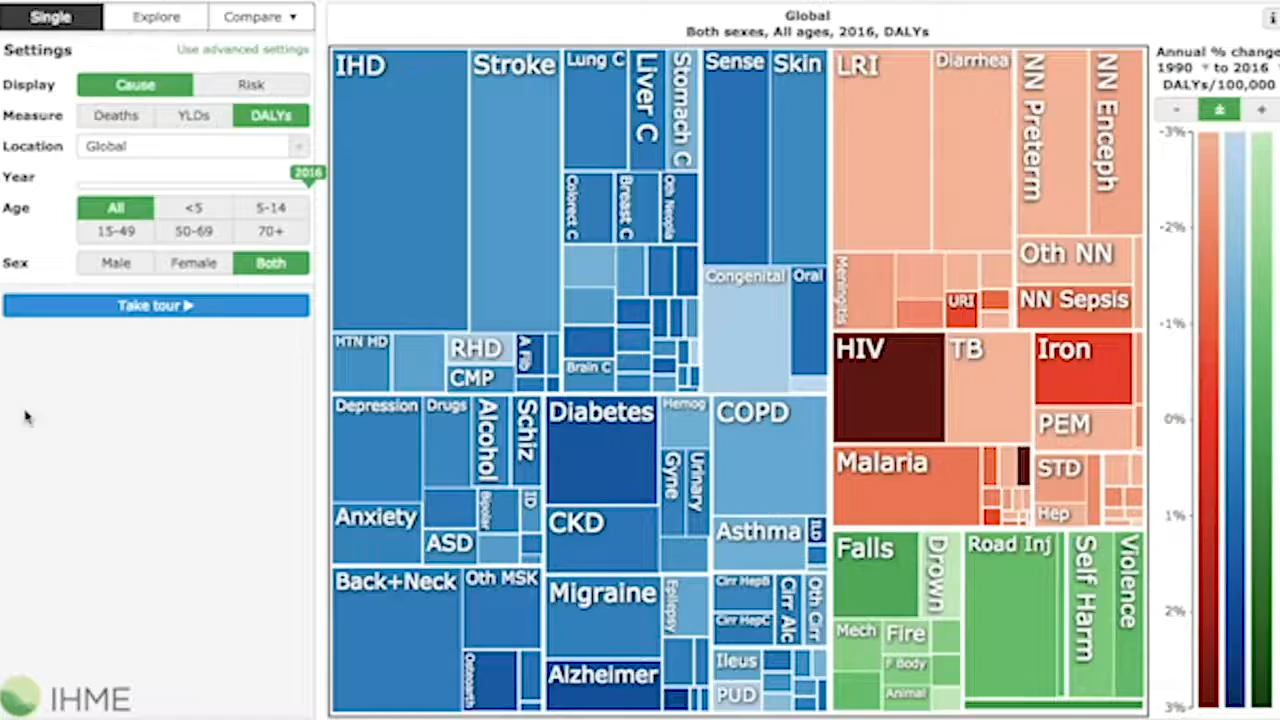 Single Explore Compare ▼
Settings Use advanced settings
Display Cause Risk
Measure Deaths YLDs DALYs
Location Global
Year 2016
Age All <5 5-14
15-49 50-69 70+
Sex Male Female Both
Take tour ▶
IHME
Global
Both sexes, All ages, 2016, DALYs
IHD
Stroke
Lung C
Liver C
Stomach C
Colorect C
Breast C
Oth Neopla
Brain C
HTN HD
RHD
CMP
A Fib
Sense
Skin
Congenital
Oral
Depression
Drugs
Alcohol
Schiz
Anxiety
Bipolar
ID
ASD
Back+Neck
Oth MSK
Osteoarth
Diabetes
Hemog
CKD
Gyne
Urinary
Migraine
Epilepsy
Alzheimer
COPD
Asthma
ILD
Cirr HepB
Cirr HepC
Cirr Alc
Oth Cirr
Ileus
PUD
LRI
Diarrhea
Meningitis
URI
NN Preterm
NN Enceph
Oth NN
NN Sepsis
HIV
TB
Iron
PEM
Malaria
STD
Hep
Falls
Drown
Road Inj
Self Harm
Violence
Mech
Fire
F Body
Animal
Annual % change
1990 ▼ to 2016
DALYs/100,000
- ± +
-3%
-2%
-1%
0%
1%
2%
3%